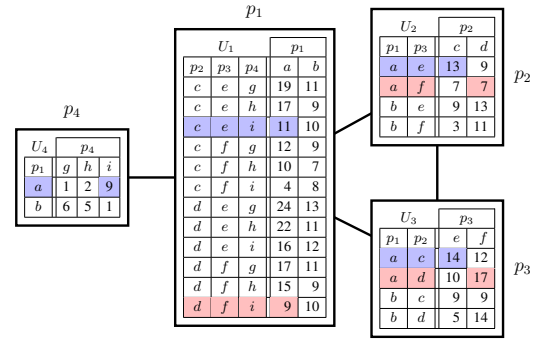 p4
U4 p4
p1 g h i
a 1 2 9
b 6 5 1
p1
U1 p1
p2 p3 p4 a b
c e g 19 11
c e h 17 9
c e i 11 10
c f g 12 9
c f h 10 7
c f i 4 8
d e g 24 13
d e h 22 11
d e i 16 12
d f g 17 11
d f h 15 9
d f i 9 10
U2 p2
p1 p3 c d
a e 13 9
a f 7 7
b e 9 13
b f 3 11
p2
U3 p3
p1 p2 e f
a c 14 12
a d 10 17
b c 9 9
b d 5 14
p3